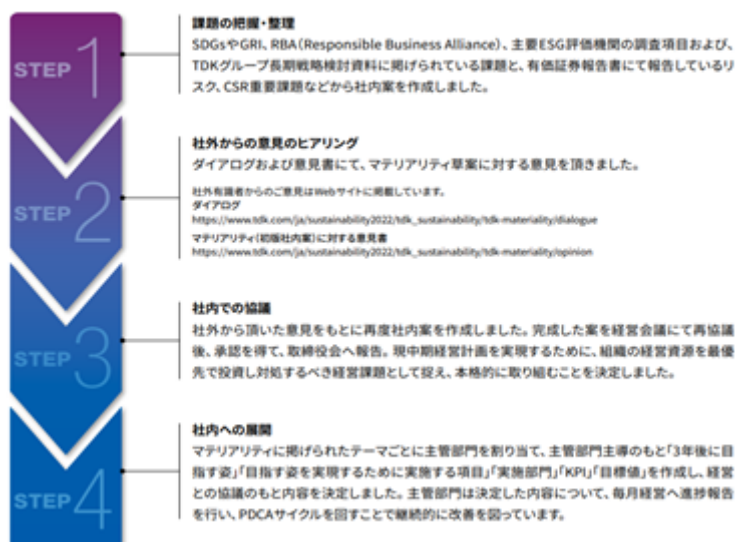 STEP 1
課題の把握・整理
SDGsやGRI、RBA（Responsible Business Alliance）、主要ESG評価機関の調査項目および、
TDKグループ長期戦略検討資料に掲げられている課題と、有価証券報告書にて報告しているリ
スク、CSR重要課題などから社内案を作成しました。
STEP 2
社外からの意見のヒアリング
ダイアログおよび意見書にて、マテリアリティ草案に対する意見を頂きました。
社外有識者からのご意見はWebサイトに掲載しています。
ダイアログ
https://www.tdk.com/ja/sustainability2022/tdk_sustainability/tdk-materiality/dialogue
マテリアリティ（初版社内案）に対する意見書
https://www.tdk.com/ja/sustainability2022/tdk_sustainability/tdk-materiality/opinion
STEP 3
社内での協議
社外から頂いた意見をもとに再度社内案を作成しました。完成した案を経営会議にて再協議
後、承認を得て、取締役会へ報告。現中期経営計画を実現するために、組織の経営資源を最優
先で投資し対処するべき経営課題として捉え、本格的に取り組むことを決定しました。
STEP 4
社内への展開
マテリアリティに掲げられたテーマごとに主管部門を割り当て、主管部門主導のもと「3年後に目
指す姿」「目指す姿を実現するために実施する項目」「実施部門」「KPI」「目標値」を作成し、経営
との協議のもと内容を決定しました。主管部門は決定した内容について、毎月経営へ進捗報告
を行い、PDCAサイクルを回すことで継続的に改善を図っています。